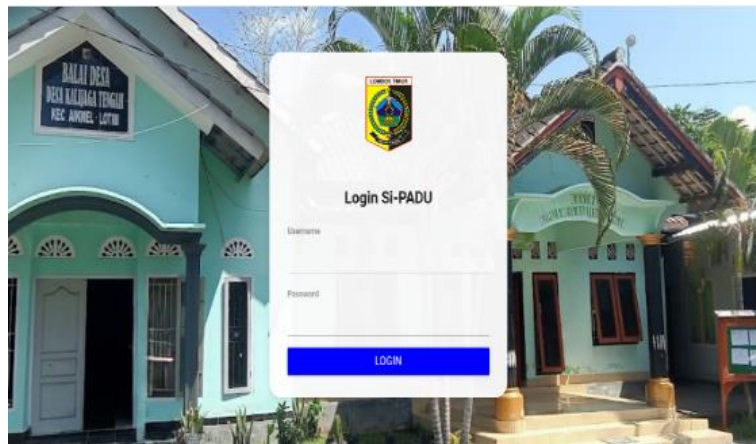 BALAI DESA
DESA KALIJAGA TENGAH
KEC AIKMEL - LOTIM
LOMBOK TIMUR
Login Si-PADU
Username
Password
LOGIN